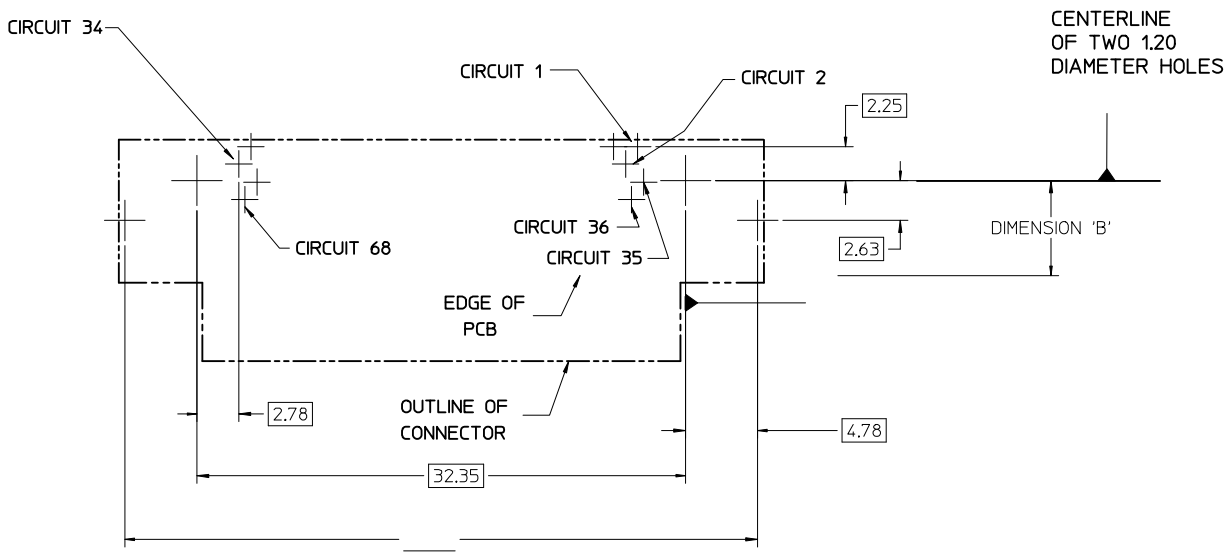 CIRCUIT 34
CIRCUIT 1
CIRCUIT 2
2.25
CENTERLINE
OF TWO 1.20
DIAMETER HOLES
CIRCUIT 68
CIRCUIT 36
CIRCUIT 35
2.63
DIMENSION 'B'
EDGE OF
PCB
2.78
OUTLINE OF
CONNECTOR
4.78
32.35